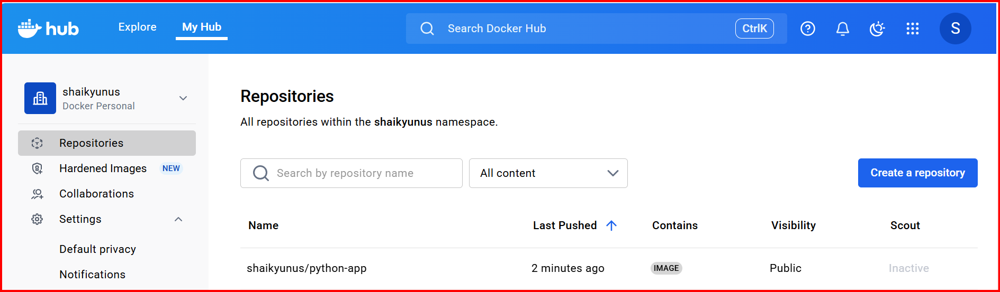 hub
Explore
My Hub
Search Docker Hub
CtrlK
S
shaikyunus
Docker Personal
Repositories
Hardened Images NEW
Collaborations
Settings
Default privacy
Notifications
Repositories
All repositories within the shaikyunus namespace.
Search by repository name
All content
Create a repository
Name Last Pushed Contains Visibility Scout
shaikyunus/python-app 2 minutes ago IMAGE Public Inactive